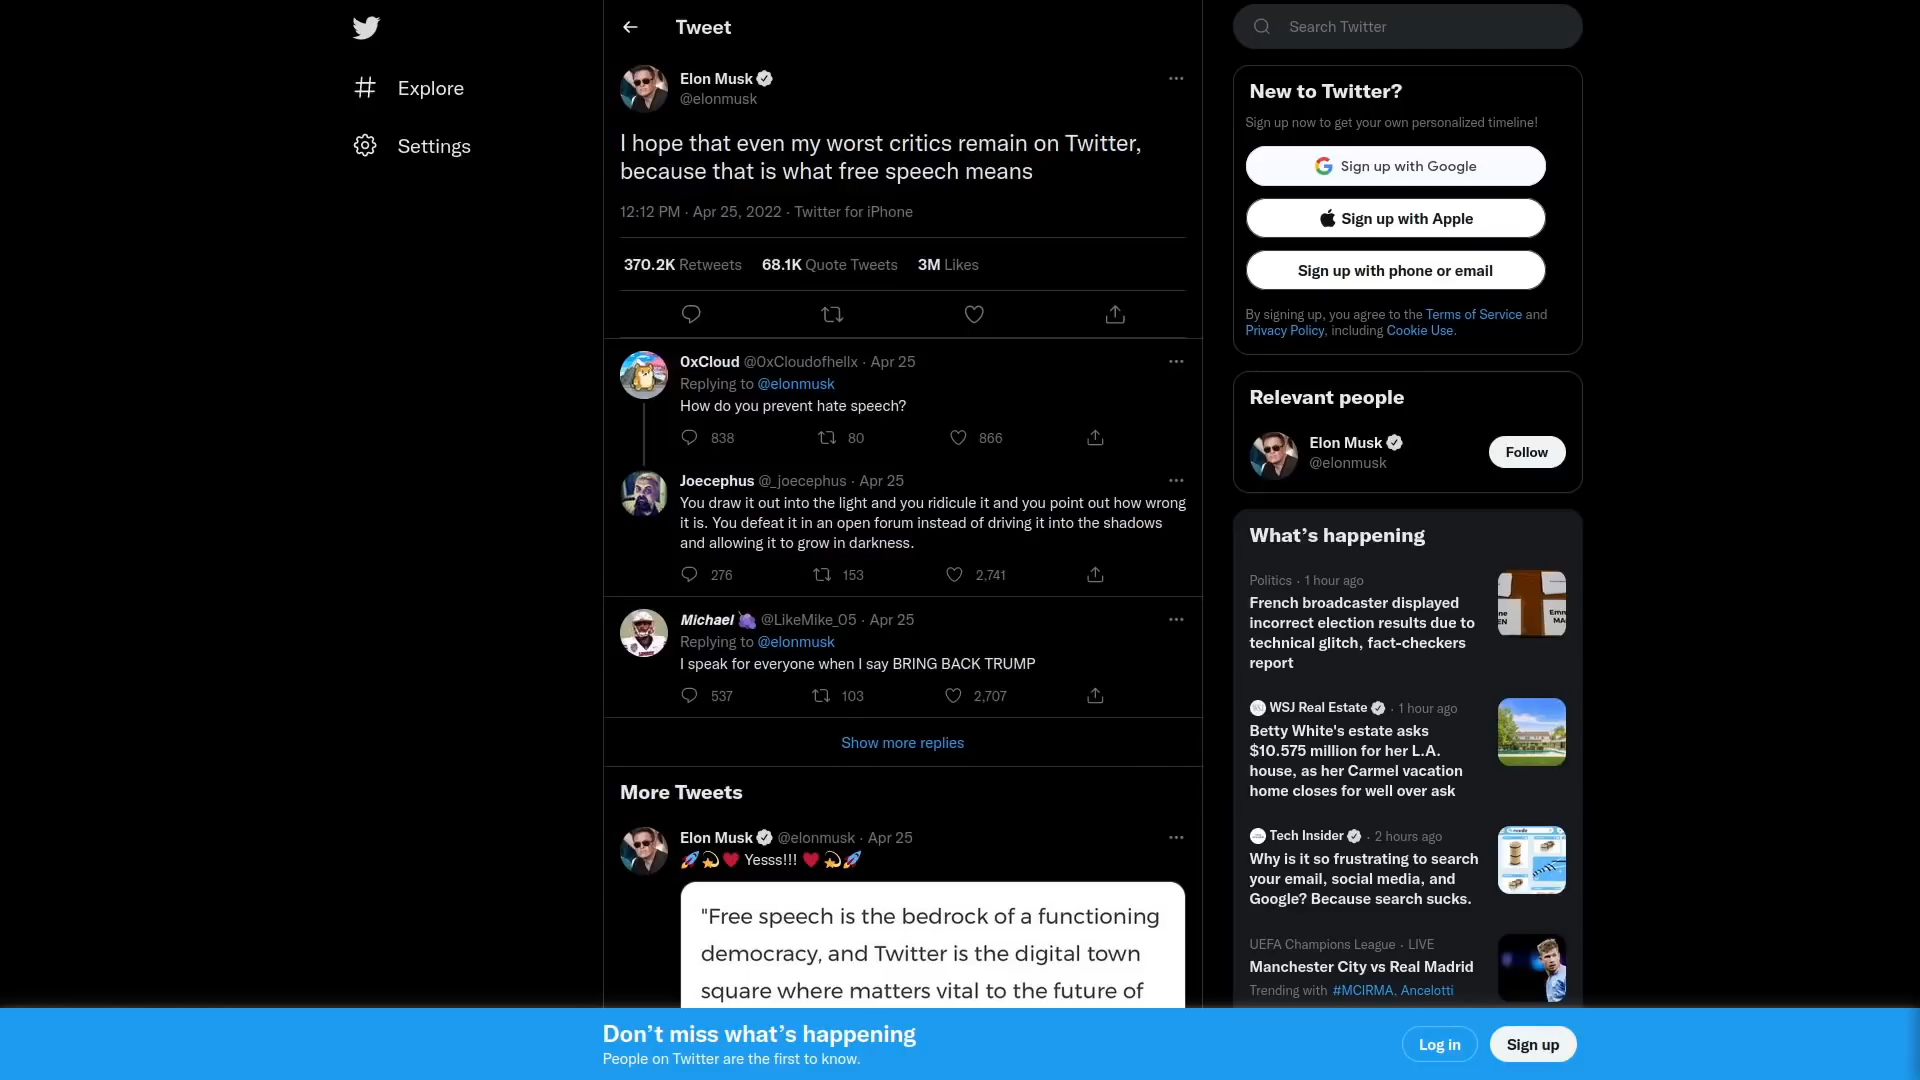 Tweet
Explore
Settings
Elon Musk
@elonmusk
I hope that even my worst critics remain on Twitter,
because that is what free speech means
12:12 PM · Apr 25, 2022 · Twitter for iPhone
370.2K Retweets 68.1K Quote Tweets 3M Likes
0xCloud @0xCloudofhellx · Apr 25
Replying to @elonmusk
How do you prevent hate speech?
838 80 866
Joecephus @_joecephus · Apr 25
You draw it out into the light and you ridicule it and you point out how wrong
it is. You defeat it in an open forum instead of driving it into the shadows
and allowing it to grow in darkness.
276 153 2,741
Michael @LikeMike_05 · Apr 25
Replying to @elonmusk
I speak for everyone when I say BRING BACK TRUMP
537 103 2,707
Show more replies
More Tweets
Elon Musk @elonmusk · Apr 25
🚀💫♥️ Yesss!!! ♥️💫🚀
"Free speech is the bedrock of a functioning
democracy, and Twitter is the digital town
square where matters vital to the future of
Search Twitter
New to Twitter?
Sign up now to get your own personalized timeline!
Sign up with Google
Sign up with Apple
Sign up with phone or email
By signing up, you agree to the Terms of Service and
Privacy Policy, including Cookie Use.
Relevant people
Elon Musk
@elonmusk
Follow
What's happening
Politics · 1 hour ago
French broadcaster displayed
incorrect election results due to
technical glitch, fact-checkers
report
WSJ Real Estate · 1 hour ago
Betty White's estate asks
$10.575 million for her L.A.
house, as her Carmel vacation
home closes for well over ask
Tech Insider · 2 hours ago
Why is it so frustrating to search
your email, social media, and
Google? Because search sucks.
UEFA Champions League · LIVE
Manchester City vs Real Madrid
Trending with #MCIRMA, Ancelotti
Don't miss what's happening
People on Twitter are the first to know.
Log in
Sign up